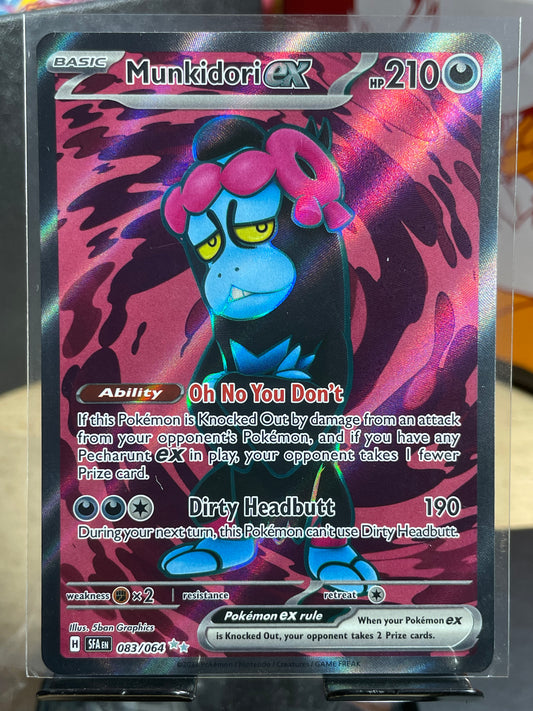 BASIC
Munkidori ex
HP 210
Ability Oh No You Don't
If this Pokémon is Knocked Out by damage from an attack
from your opponent's Pokémon, and if you have any
Pecharunt ex in play, your opponent takes 1 fewer
Prize card.
Dirty Headbutt 190
During your next turn, this Pokémon can't use Dirty Headbutt.
weakness ×2 resistance retreat
Illus. 5ban Graphics
Pokémon ex rule
When your Pokémon ex
is Knocked Out, your opponent takes 2 Prize cards.
H SFA EN 083/064
©2024 Pokémon / Nintendo / Creatures / GAME FREAK